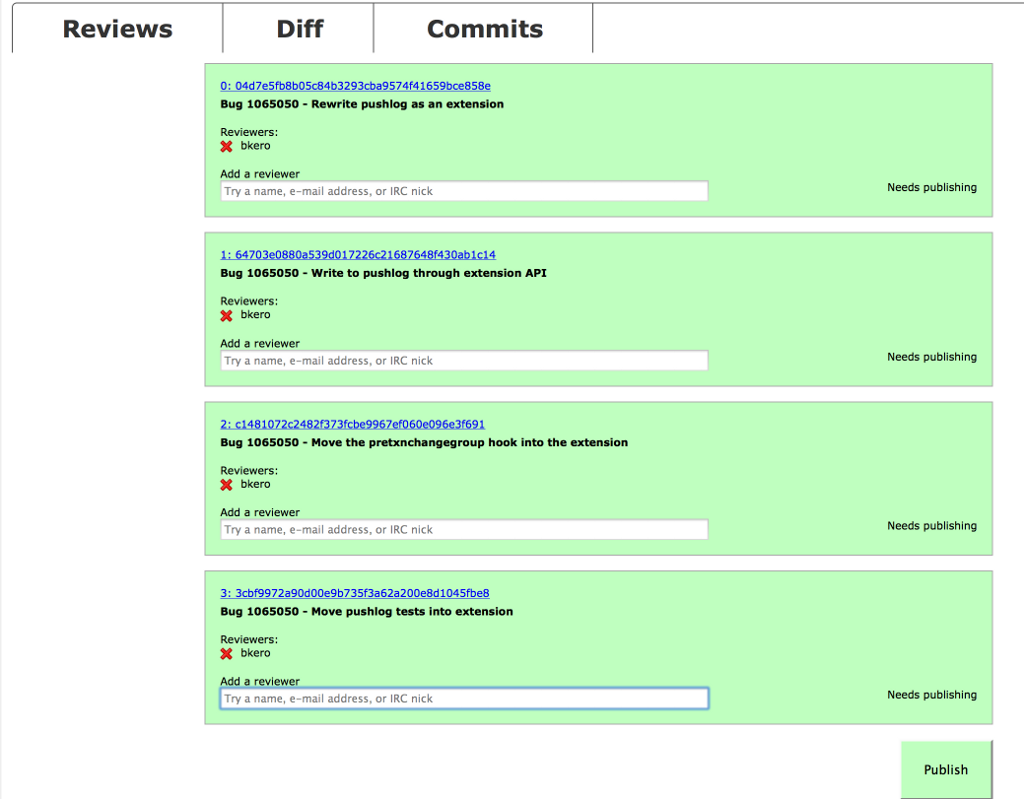 Reviews Diff Commits
0: 04d7e5fb8b05c84b3293cba9574f41659bce858e
Bug 1065050 - Rewrite pushlog as an extension
Reviewers:
bkero
Add a reviewer
Try a name, e-mail address, or IRC nick
Needs publishing
1: 64703e0880a539d017226c21687648f430ab1c14
Bug 1065050 - Write to pushlog through extension API
Reviewers:
bkero
Add a reviewer
Try a name, e-mail address, or IRC nick
Needs publishing
2: c1481072c2482f373fcbe9967ef060e096e3f691
Bug 1065050 - Move the pretxnchangegroup hook into the extension
Reviewers:
bkero
Add a reviewer
Try a name, e-mail address, or IRC nick
Needs publishing
3: 3cbf9972a90d00e9b735f3a62a200e8d1045fbe8
Bug 1065050 - Move pushlog tests into extension
Reviewers:
bkero
Add a reviewer
Try a name, e-mail address, or IRC nick
Needs publishing
Publish